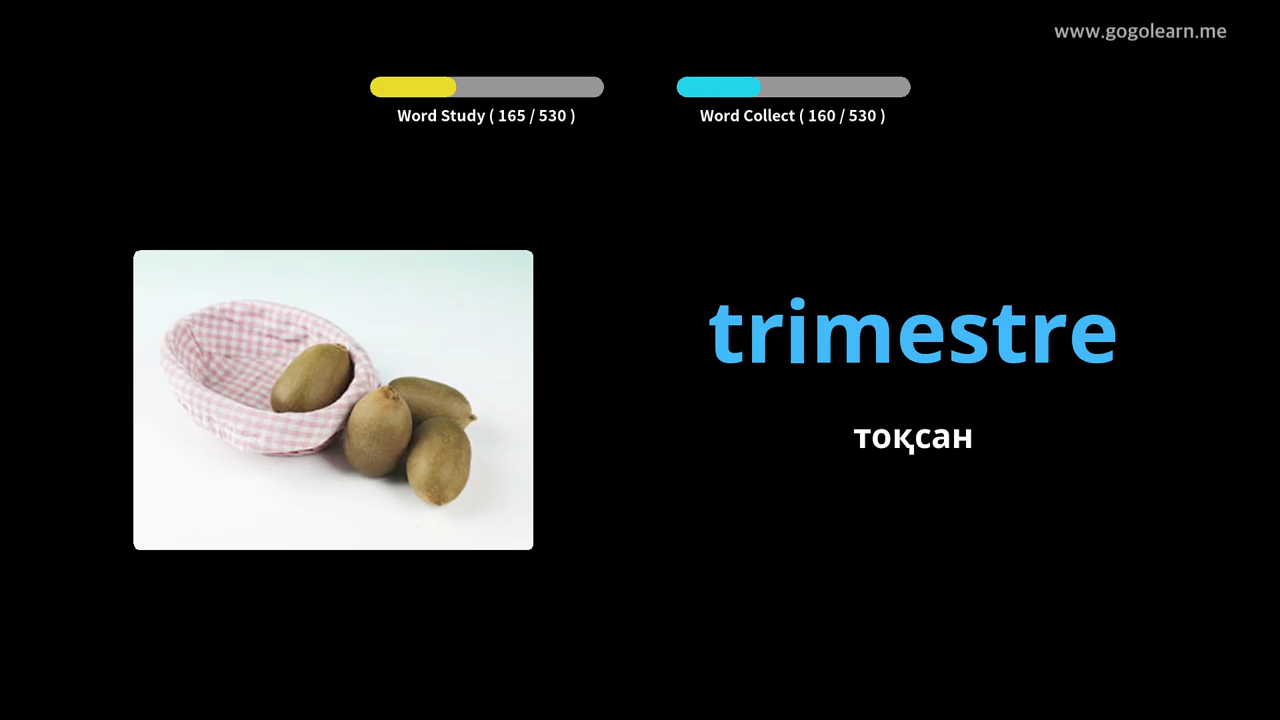 www.gogolearn.me
Word Study ( 165 / 530 )
Word Collect ( 160 / 530 )
trimestre
тоқсан